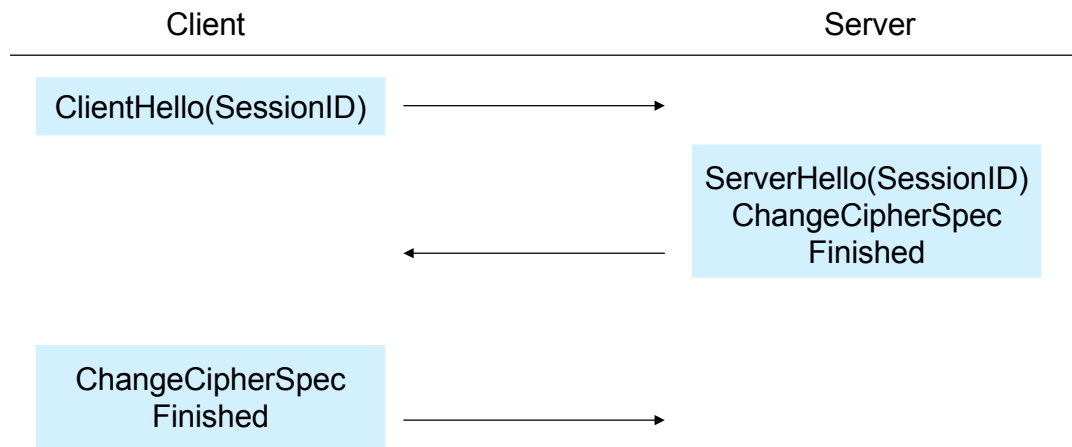 Client
Server
ClientHello(SessionID)
ServerHello(SessionID)
ChangeCipherSpec
Finished
ChangeCipherSpec
Finished